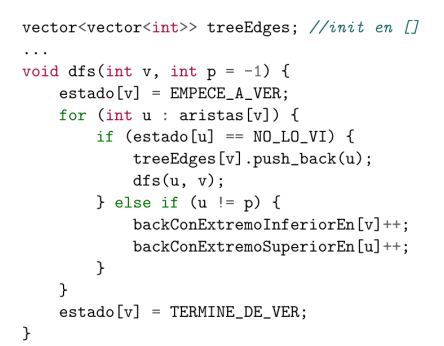 vector<vector<int>> treeEdges; //init en []
...
void dfs(int v, int p = -1) {
    estado[v] = EMPECE_A_VER;
    for (int u : aristas[v]) {
        if (estado[u] == NO_LO_VI) {
            treeEdges[v].push_back(u);
            dfs(u, v);
        } else if (u != p) {
            backConExtremoInferiorEn[v]++;
            backConExtremoSuperiorEn[u]++;
        }
    }
    estado[v] = TERMINE_DE_VER;
}